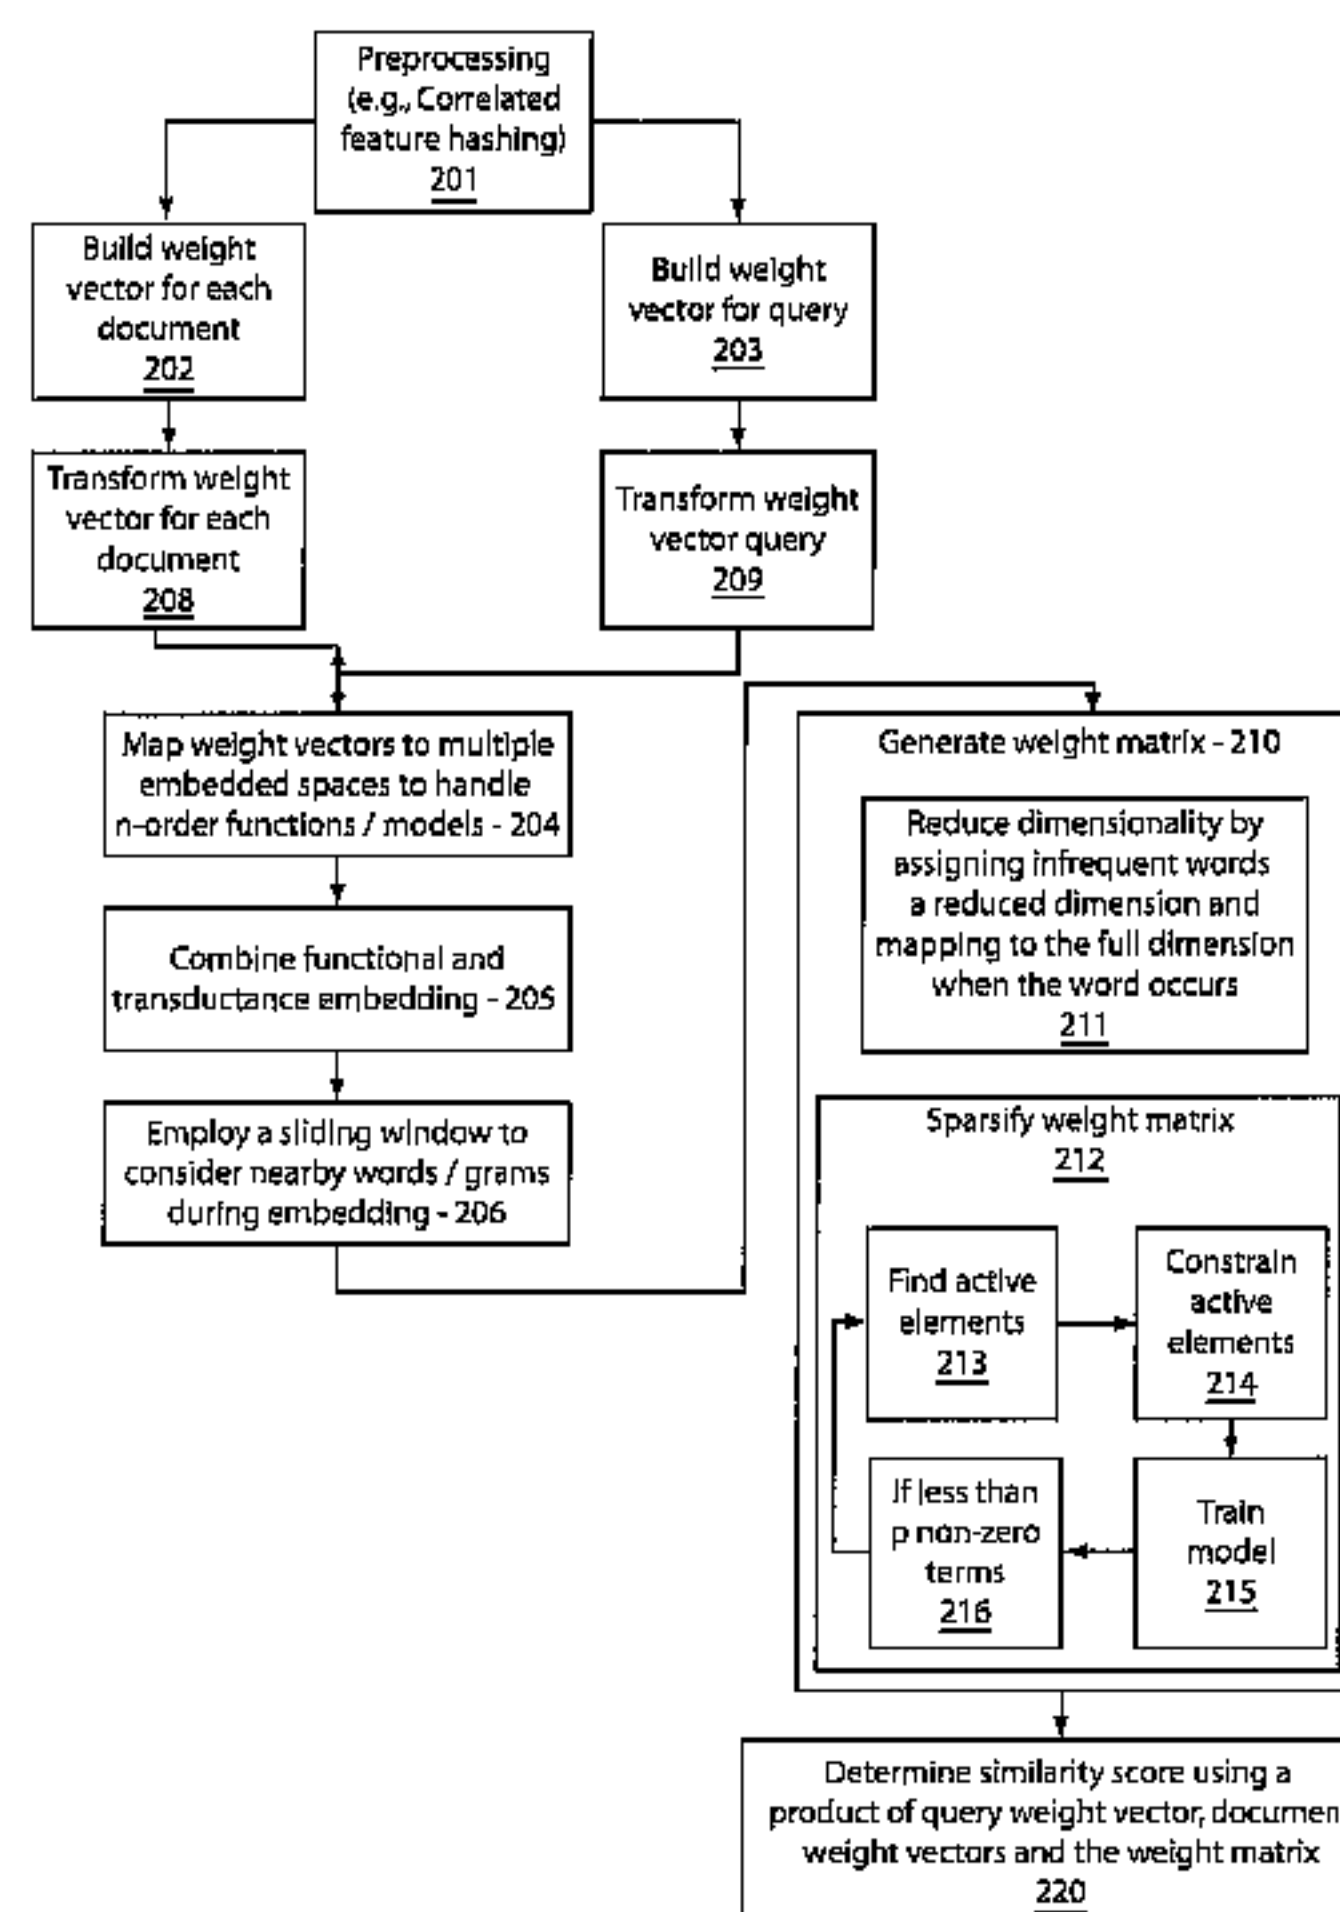 Preprocessing
(e.g., Correlated
feature hashing)
201
Build weight
vector for each
document
202
Build weight
vector for query
203
Transform weight
vector for each
document
208
Transform weight
vector query
209
Map weight vectors to multiple
embedded spaces to handle
n-order functions / models - 204
Combine functional and
transductance embedding - 205
Employ a sliding window to
consider nearby words / grams
during embedding - 206
Generate weight matrix - 210
Reduce dimensionality by
assigning infrequent words
a reduced dimension and
mapping to the full dimension
when the word occurs
211
Sparsify weight matrix
212
Find active
elements
213
Constrain
active
elements
214
If less than
p non-zero
terms
216
Train
model
215
Determine similarity score using a
product of query weight vector, documen
weight vectors and the weight matrix
220